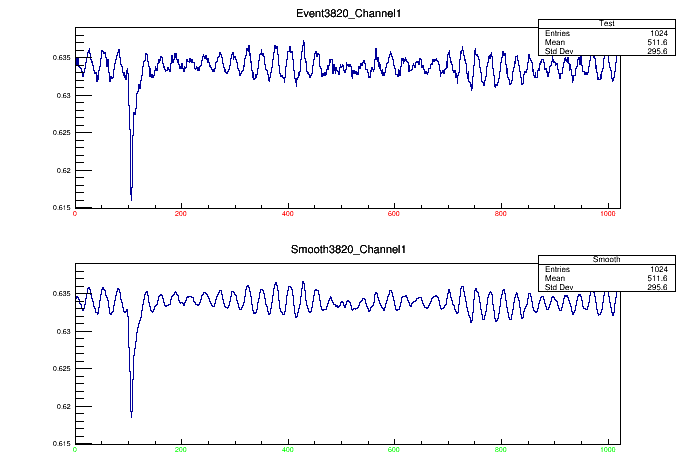 Event3820_Channel1
Test
Entries 1024
Mean 511.6
Std Dev 295.6
0.635
0.63
0.625
0.62
0.615
0 200 400 600 800 1000
Smooth3820_Channel1
Smooth
Entries 1024
Mean 511.6
Std Dev 295.6
0.635
0.63
0.625
0.62
0.615
0 200 400 600 800 1000